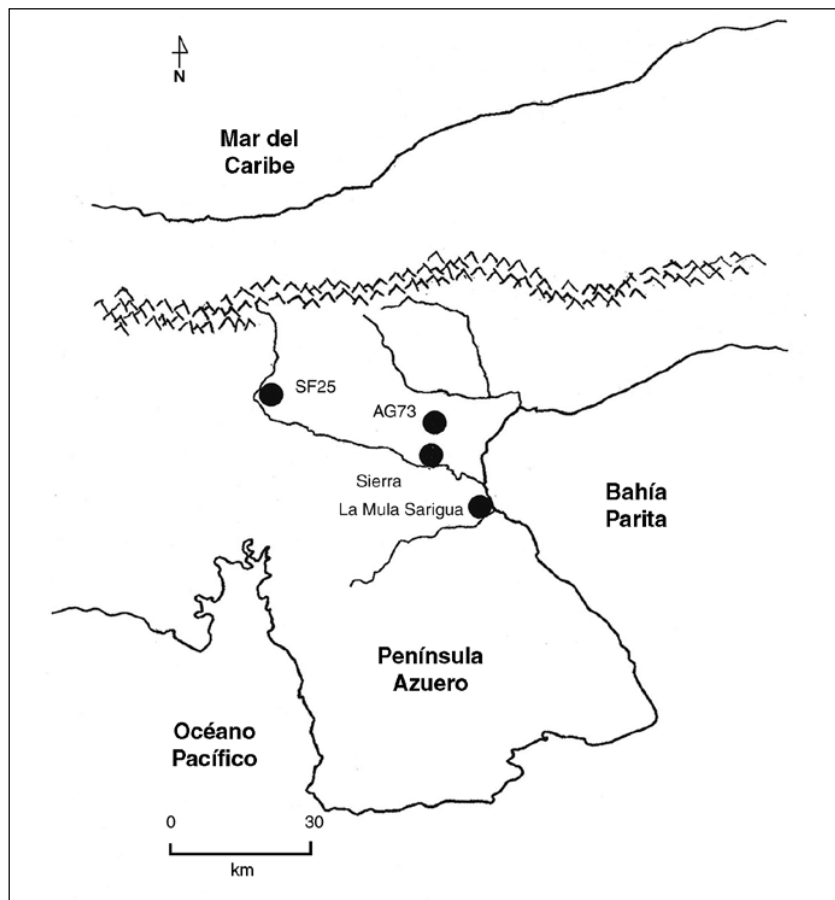 N
Mar del
Caribe
SF25
AG73
Sierra
La Mula Sarigua
Bahía
Parita
Península
Azuero
Océano
Pacífico
0 30
km